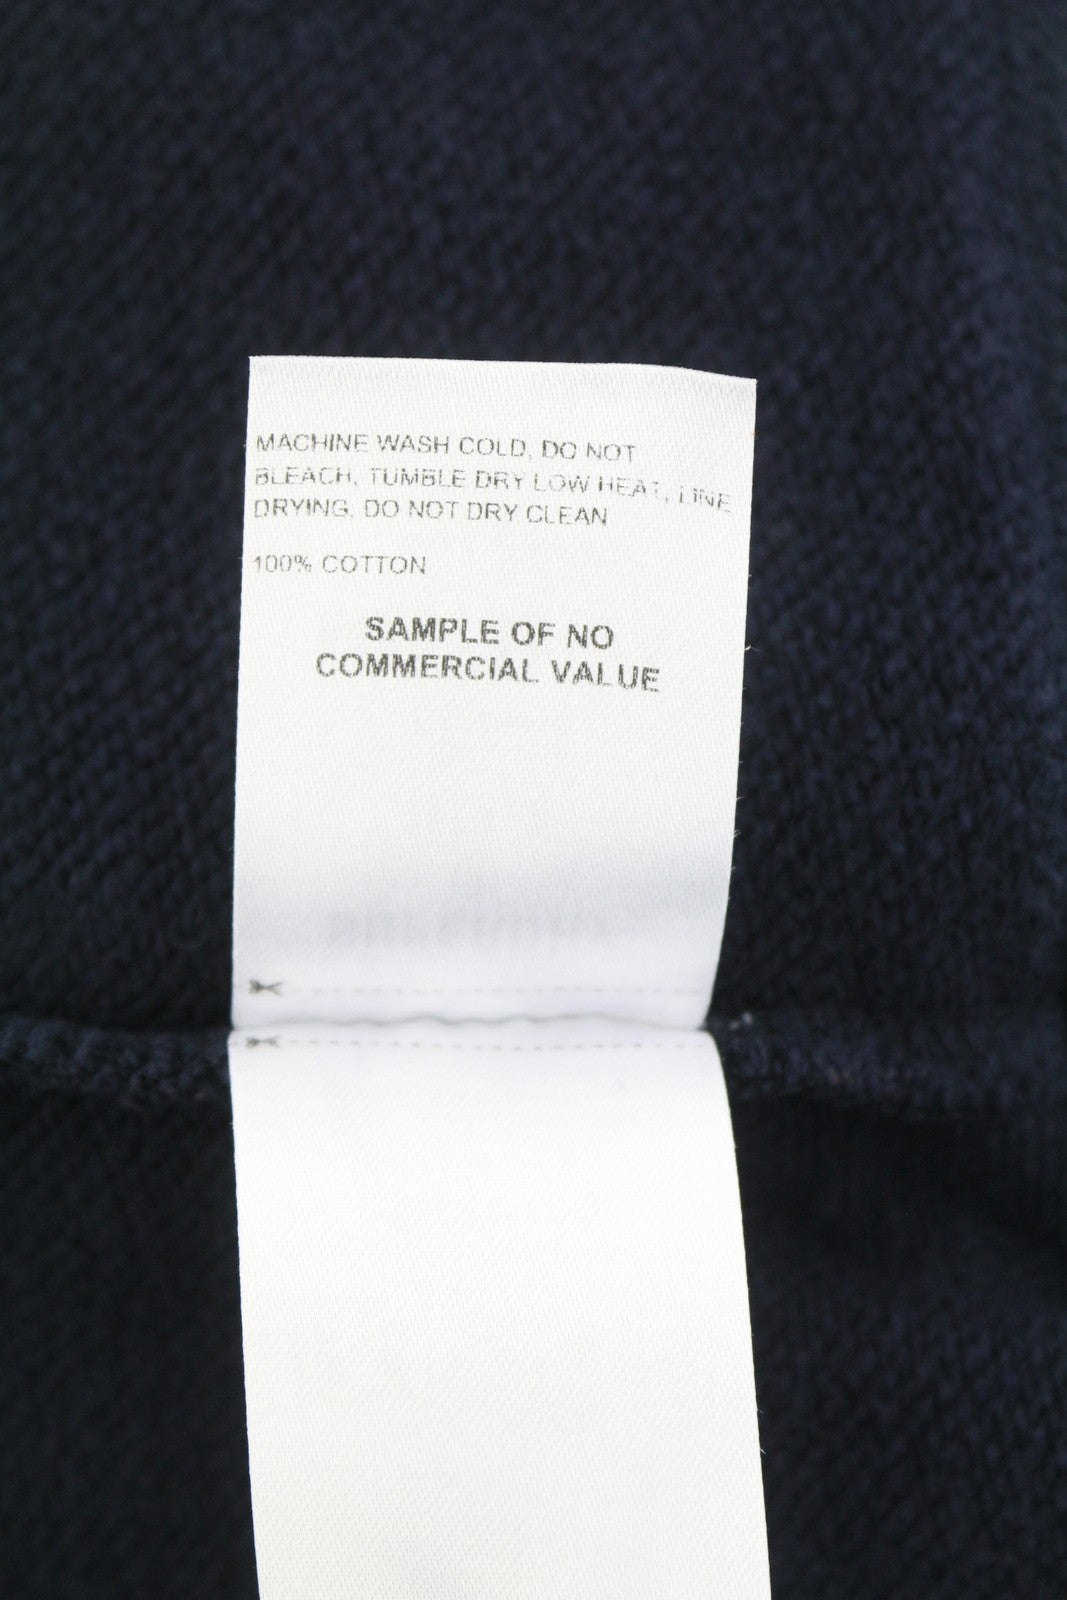 MACHINE WASH COLD, DO NOT
BLEACH, TUMBLE DRY LOW HEAT, LINE
DRYING, DO NOT DRY CLEAN
100% COTTON
SAMPLE OF NO
COMMERCIAL VALUE